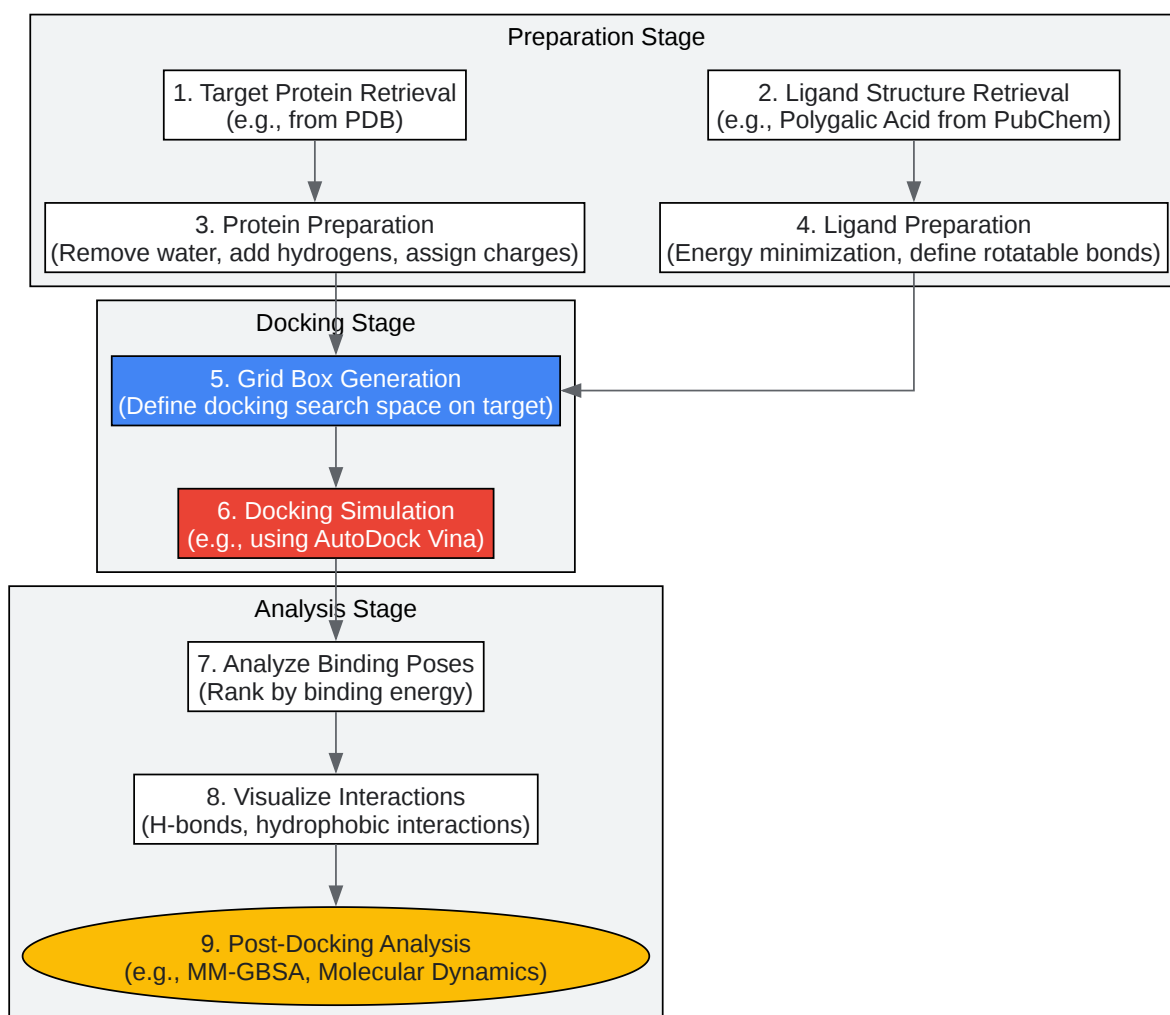 Preparation Stage
1. Target Protein Retrieval
(e.g., from PDB)
2. Ligand Structure Retrieval
(e.g., Polygalic Acid from PubChem)
3. Protein Preparation
(Remove water, add hydrogens, assign charges)
4. Ligand Preparation
(Energy minimization, define rotatable bonds)
Docking Stage
5. Grid Box Generation
(Define docking search space on target)
6. Docking Simulation
(e.g., using AutoDock Vina)
Analysis Stage
7. Analyze Binding Poses
(Rank by binding energy)
8. Visualize Interactions
(H-bonds, hydrophobic interactions)
9. Post-Docking Analysis
(e.g., MM-GBSA, Molecular Dynamics)